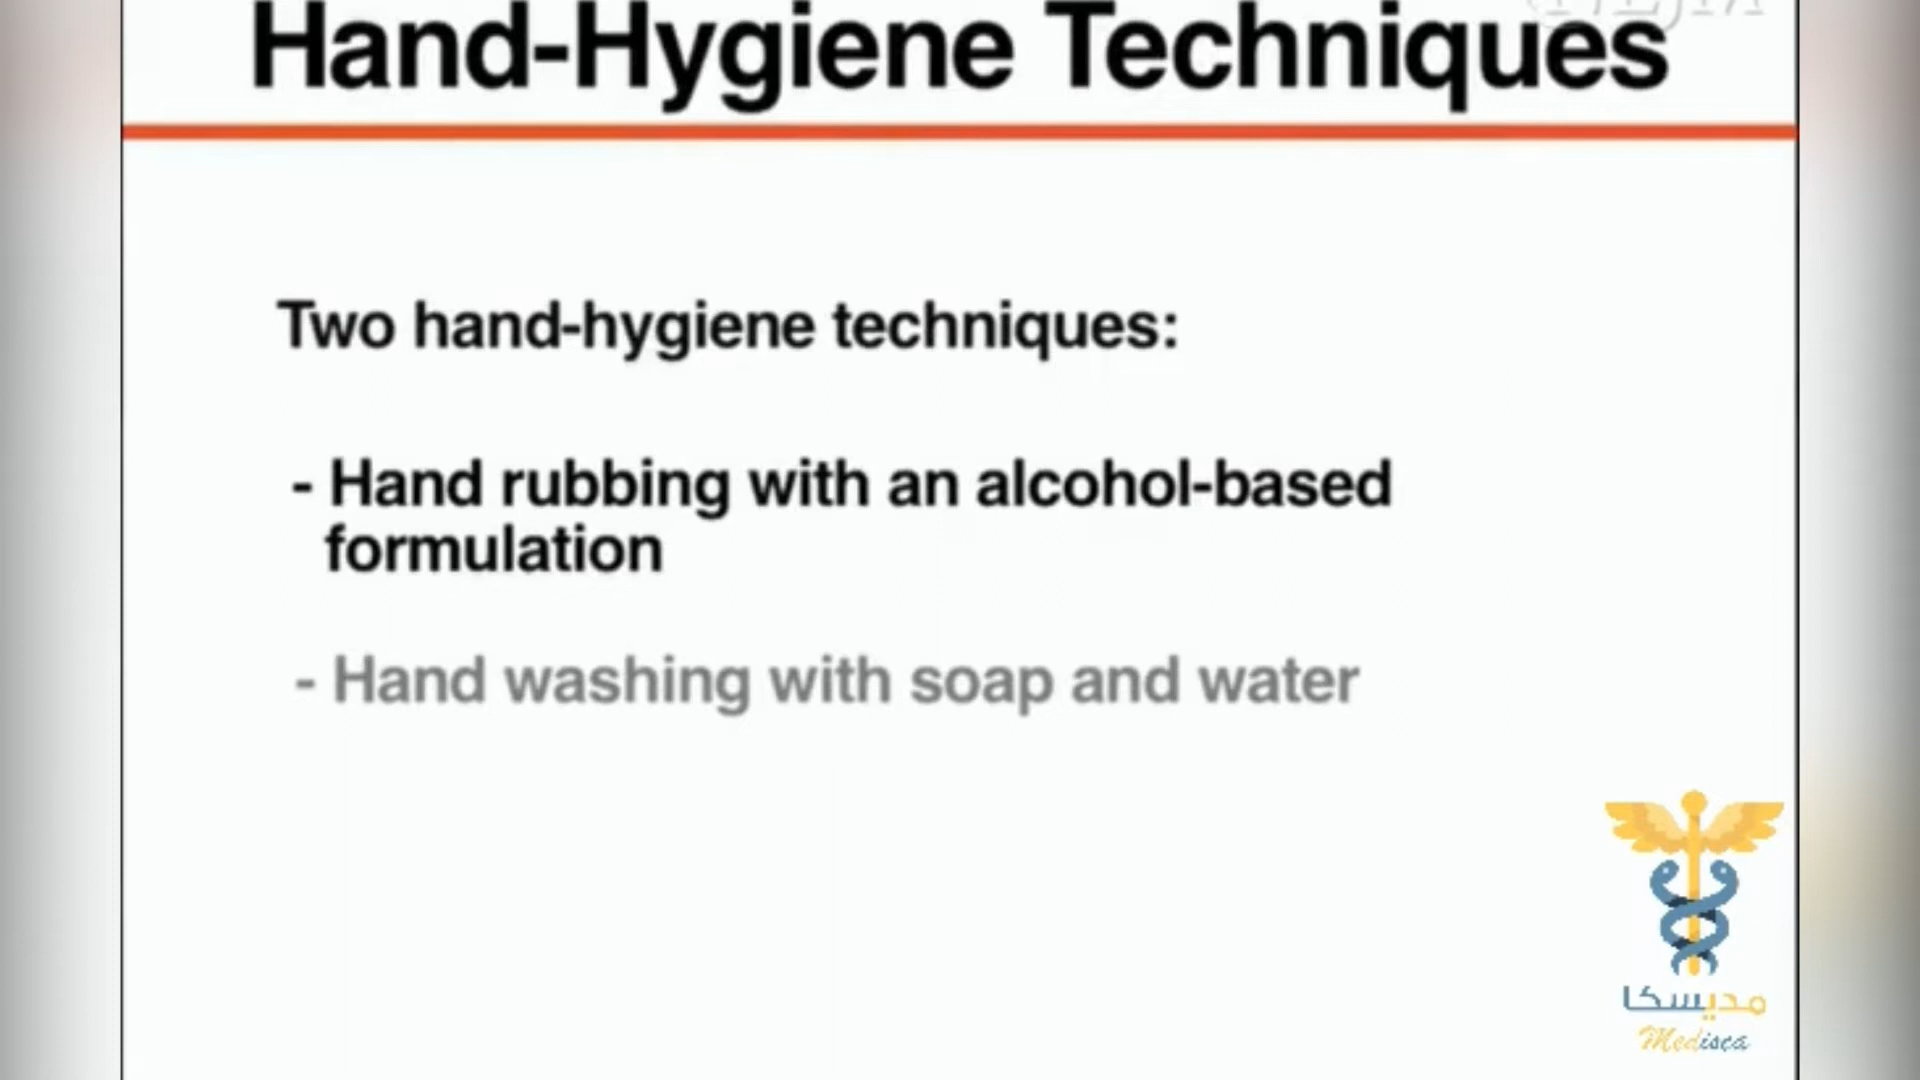 Hand-Hygiene Techniques
Two hand-hygiene techniques:
- Hand rubbing with an alcohol-based
formulation
- Hand washing with soap and water
مديسكا
Medisca